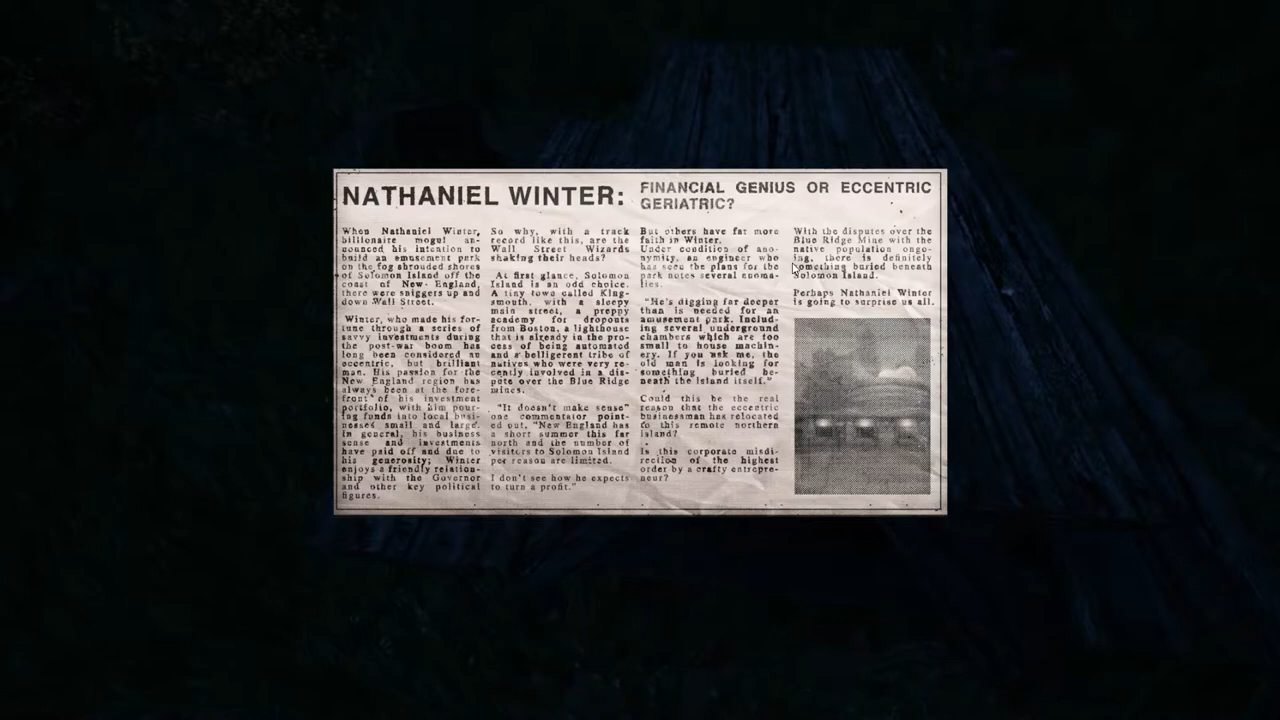 NATHANIEL WINTER:
FINANCIAL GENIUS OR ECCENTRIC
GERIATRIC?
When Nathaniel Winter,
billionaire mogul an-
nounced his intention to
build an amusement park
on the fog shrouded shores
of Solomon Island off the
coast of New England,
there were sniggers up and
down Wall Street.
Winter, who made his for-
tune through a series of
savvy investments during
the post-war boom has
long been considered an
eccentric, but brilliant
man. His passion for the
New England region has
always been at the fore-
front of his investment
portfolio, with him pour-
ing funds into local busi-
nesses small and large.
In general, his business
sense and investments
have paid off and due to
his generosity; Winter
enjoys a friendly relation-
ship with the Governor
and other key political
figures.
So why, with a track
record like this, are the
Wall Street Wizards
shaking their heads?
At first glance, Solomon
Island is an odd choice.
A tiny town called King-
smouth, with a sleepy
main street, a preppy
academy for dropouts
from Boston, a lighthouse
that is already in the pro-
cess of being automated
and a belligerent tribe of
natives who were very re-
cently involved in a dis-
pute over the Blue Ridge
mines.
"It doesn't make sense"
one commentator point-
ed out, "New England has
a short summer this far
north and the number of
visitors to Solomon Island
per reason are limited.
I don't see how he expects
to turn a profit."
But others have far more
faith in Winter.
Under condition of ano-
nymity, an engineer who
has seen the plans for the
park notes several anoma-
lies.
"He's digging far deeper
than is needed for an
amusement park. Includ-
ing several underground
chambers which are too
small to house machin-
ery. If you ask me, the
old man is looking for
something buried be-
neath the island itself."
Could this be the real
reason that the eccentric
businessman has relocated
to this remote northern
island?
Is this corporate misdi-
rection of the highest
order by a crafty entrepre-
neur?
With the disputes over the
Blue Ridge Mine with the
native population ongo-
ing, there is definitely
something buried beneath
Solomon Island.
Perhaps Nathaniel Winter
is going to surprise us all.